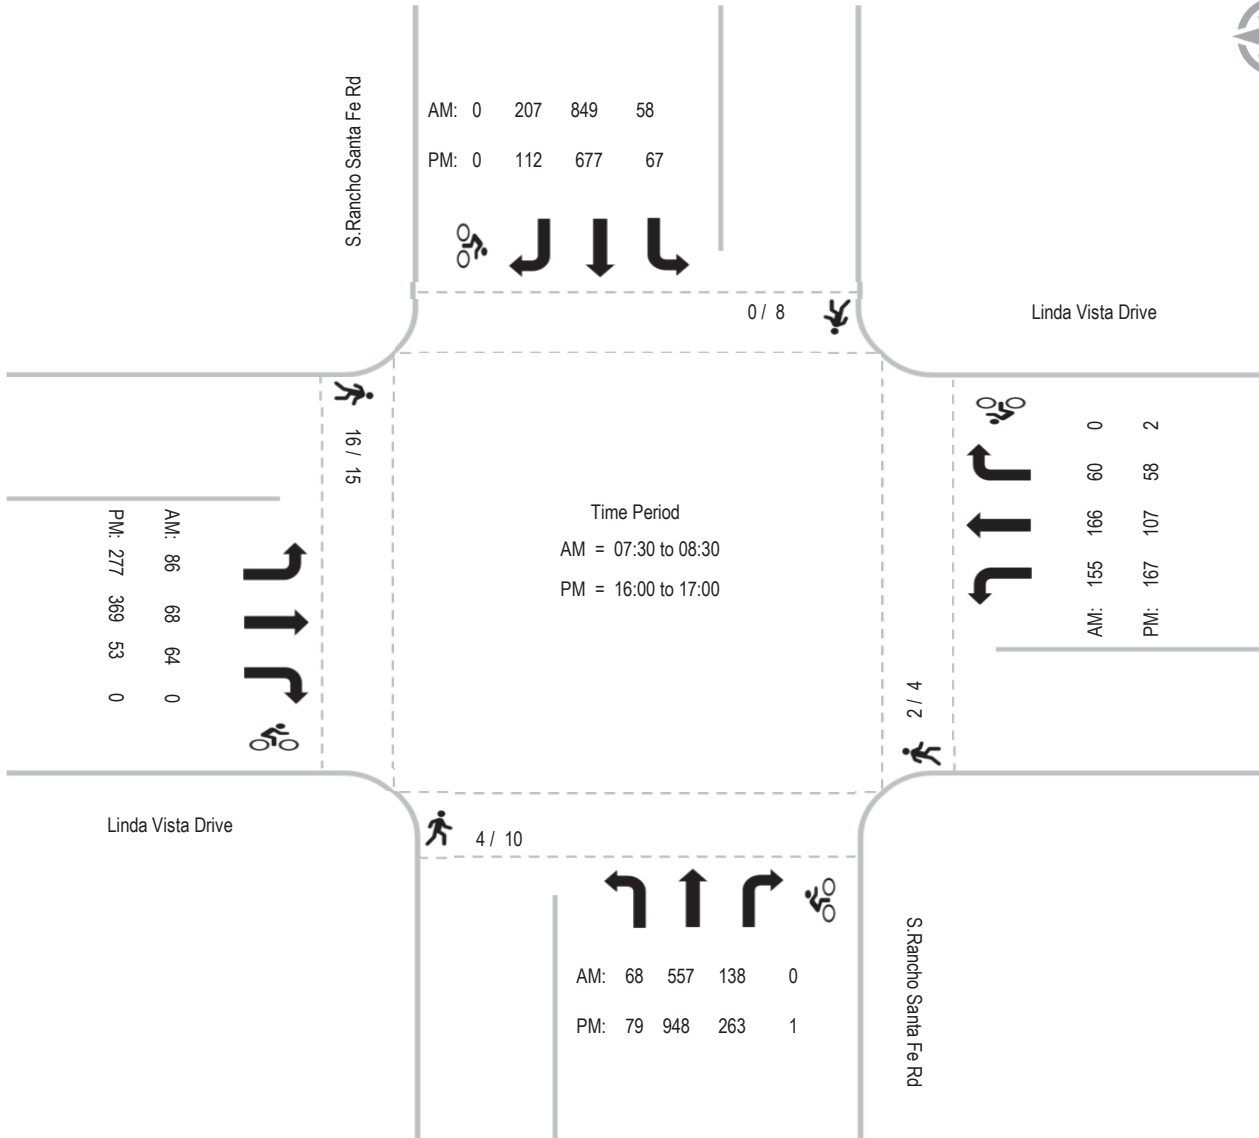 S.Rancho Santa Fe Rd
AM: 0 207 849 58
PM: 0 112 677 67
0 / 8
Linda Vista Drive
16 / 15
Time Period
AM = 07:30 to 08:30
PM = 16:00 to 17:00
AM: 86 68 64 0
PM: 277 369 53 0
AM: 155 166 60 0
PM: 167 107 58 2
2 / 4
Linda Vista Drive
4 / 10
AM: 68 557 138 0
PM: 79 948 263 1
S.Rancho Santa Fe Rd